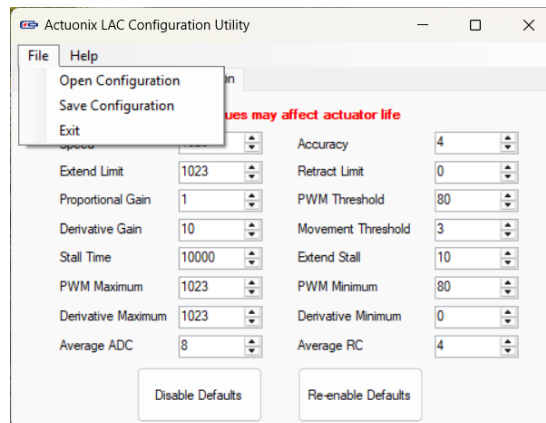 Actuonix LAC Configuration Utility
File Help
Open Configuration
Save Configuration
Exit
ues may affect actuator life
Accuracy 4
Extend Limit 1023 Retract Limit 0
Proportional Gain 1 PWM Threshold 80
Derivative Gain 10 Movement Threshold 3
Stall Time 10000 Extend Stall 10
PWM Maximum 1023 PWM Minimum 80
Derivative Maximum 1023 Derivative Minimum 0
Average ADC 8 Average RC 4
Disable Defaults Re-enable Defaults